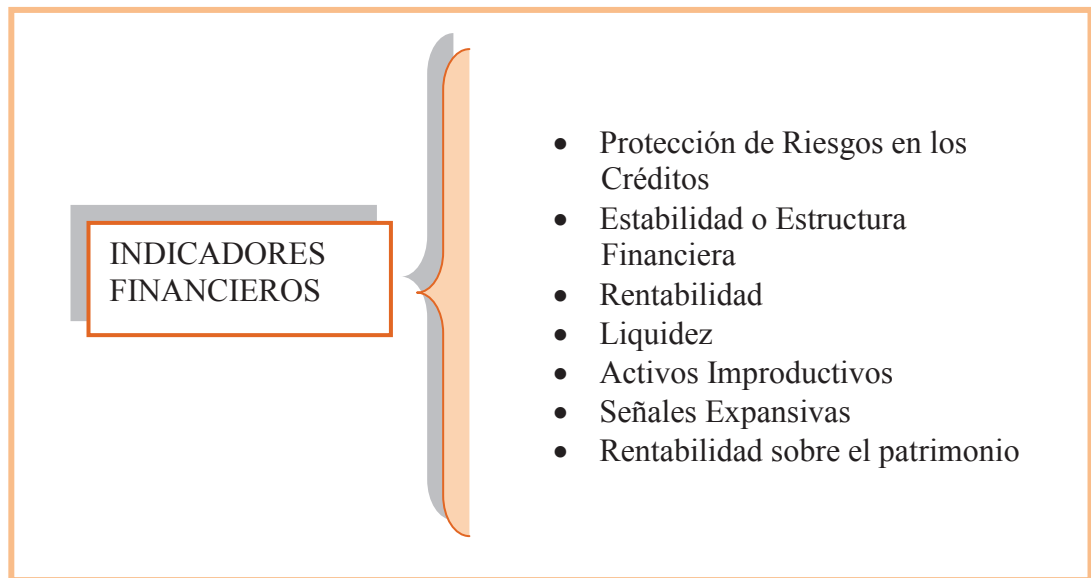 INDICADORES
FINANCIEROS
• Protección de Riesgos en los
Créditos
• Estabilidad o Estructura
Financiera
• Rentabilidad
• Liquidez
• Activos Improductivos
• Señales Expansivas
• Rentabilidad sobre el patrimonio